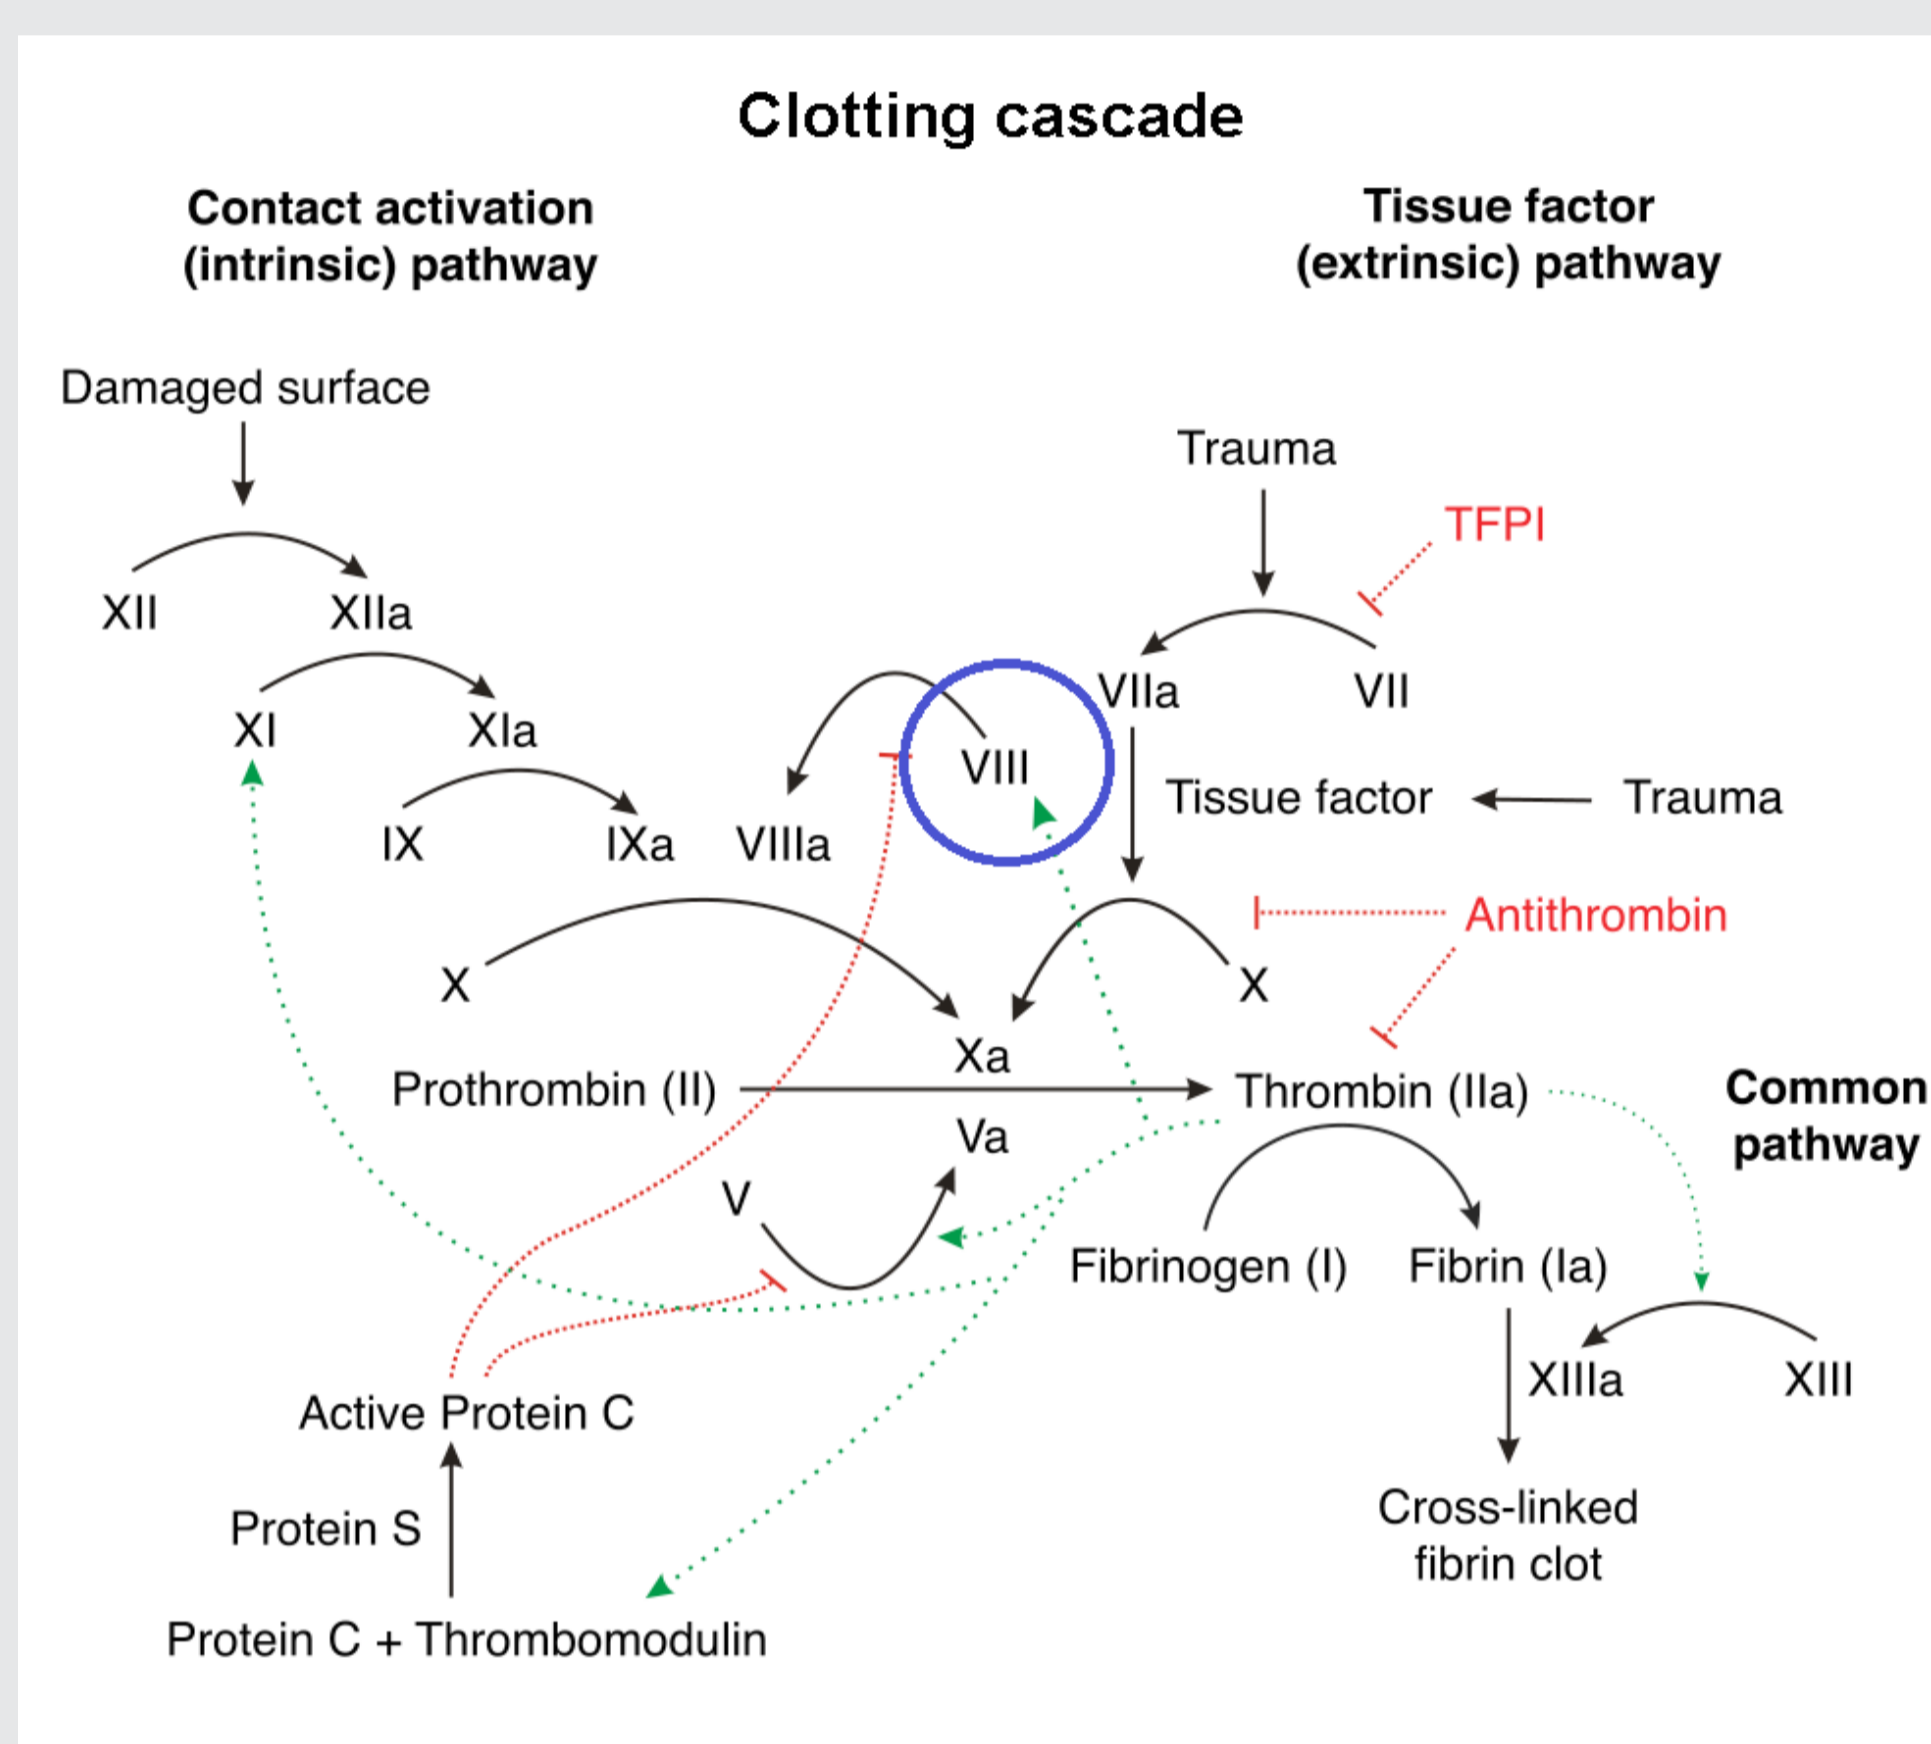 Clotting cascade
Contact activation
(intrinsic) pathway
Tissue factor
(extrinsic) pathway
Damaged surface
Trauma
TFPI
XII
XIIa
VIIa
VII
XI
XIa
VIII
Tissue factor
Trauma
IX
IXa
VIIIa
Antithrombin
X
X
Xa
Prothrombin (II)
Thrombin (IIa)
Common
pathway
Va
V
Fibrinogen (I)
Fibrin (Ia)
XIIIa
XIII
Active Protein C
Cross-linked
fibrin clot
Protein S
Protein C + Thrombomodulin